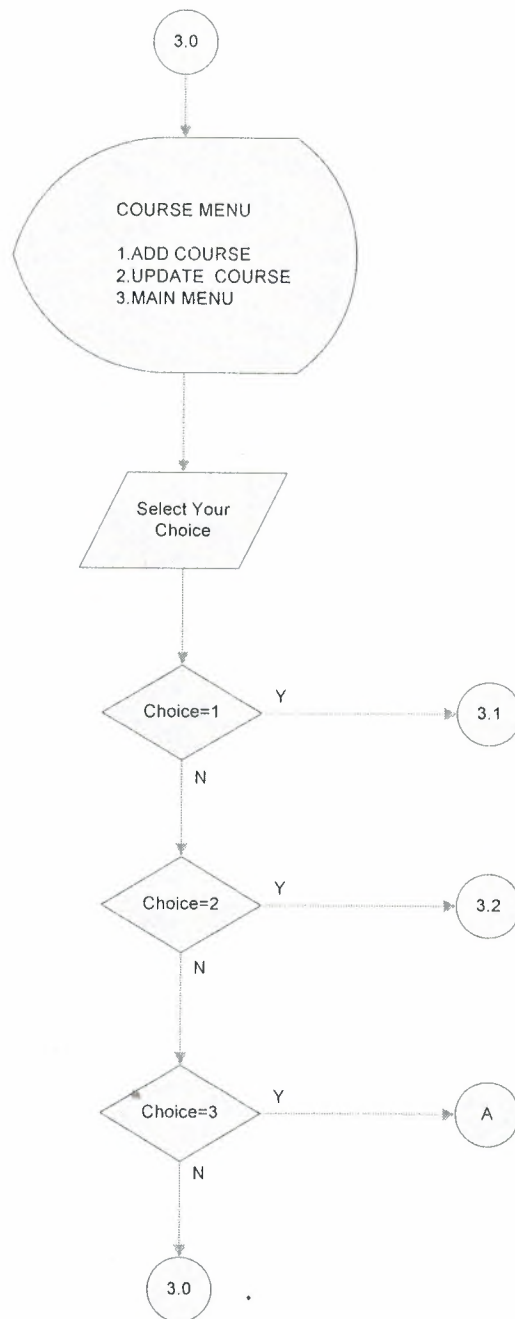 3.0
COURSE MENU
1.ADD COURSE
2.UPDATE COURSE
3.MAIN MENU
Select Your
Choice
Choice=1
Y
3.1
N
Choice=2
Y
3.2
N
Choice=3
Y
A
N
3.0